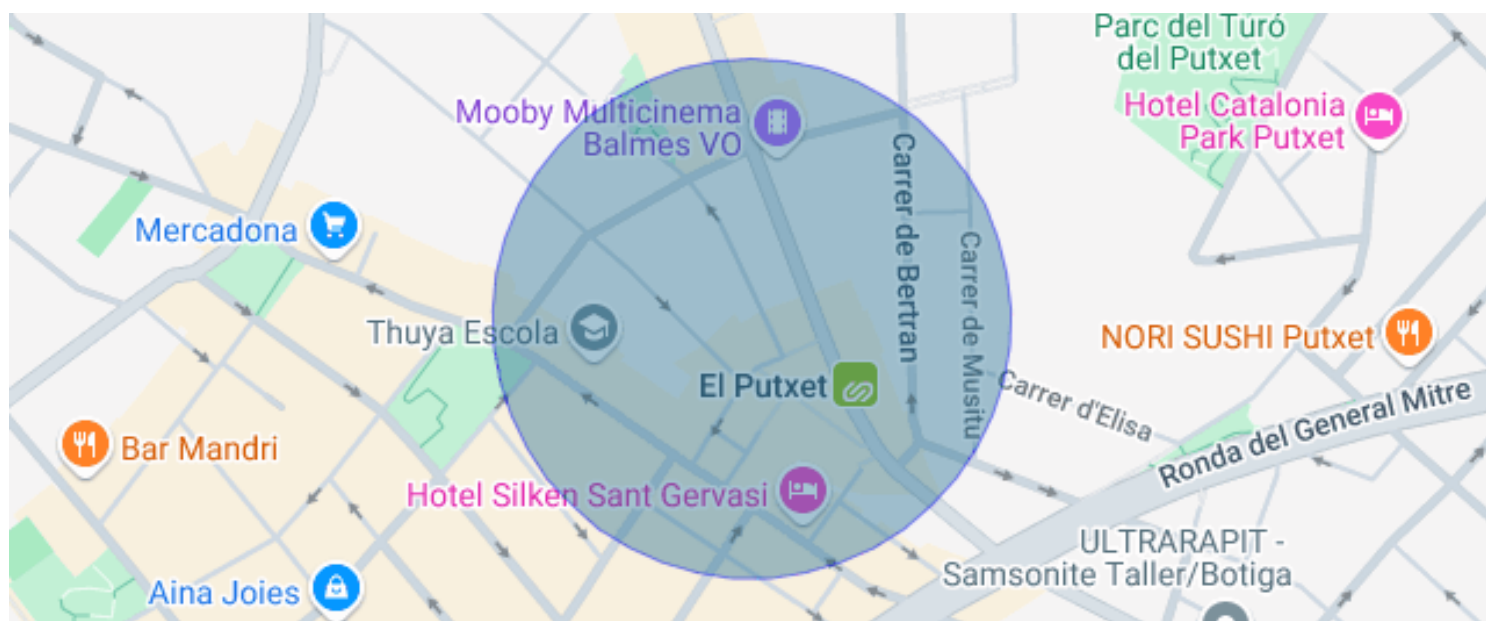 Parc del Turó
del Putxet
Mooby Multicinema
Balmes VO
Hotel Catalonia
Park Putxet
Carrer de Bertran
Mercadona
Carrer de Musitu
Thuya Escola
NORI SUSHI Putxet
El Putxet
Carrer d'Elisa
Ronda del General Mitre
Bar Mandri
Hotel Silken Sant Gervasi
ULTRARAPIT -
Samsonite Taller/Botiga
Aina Joies